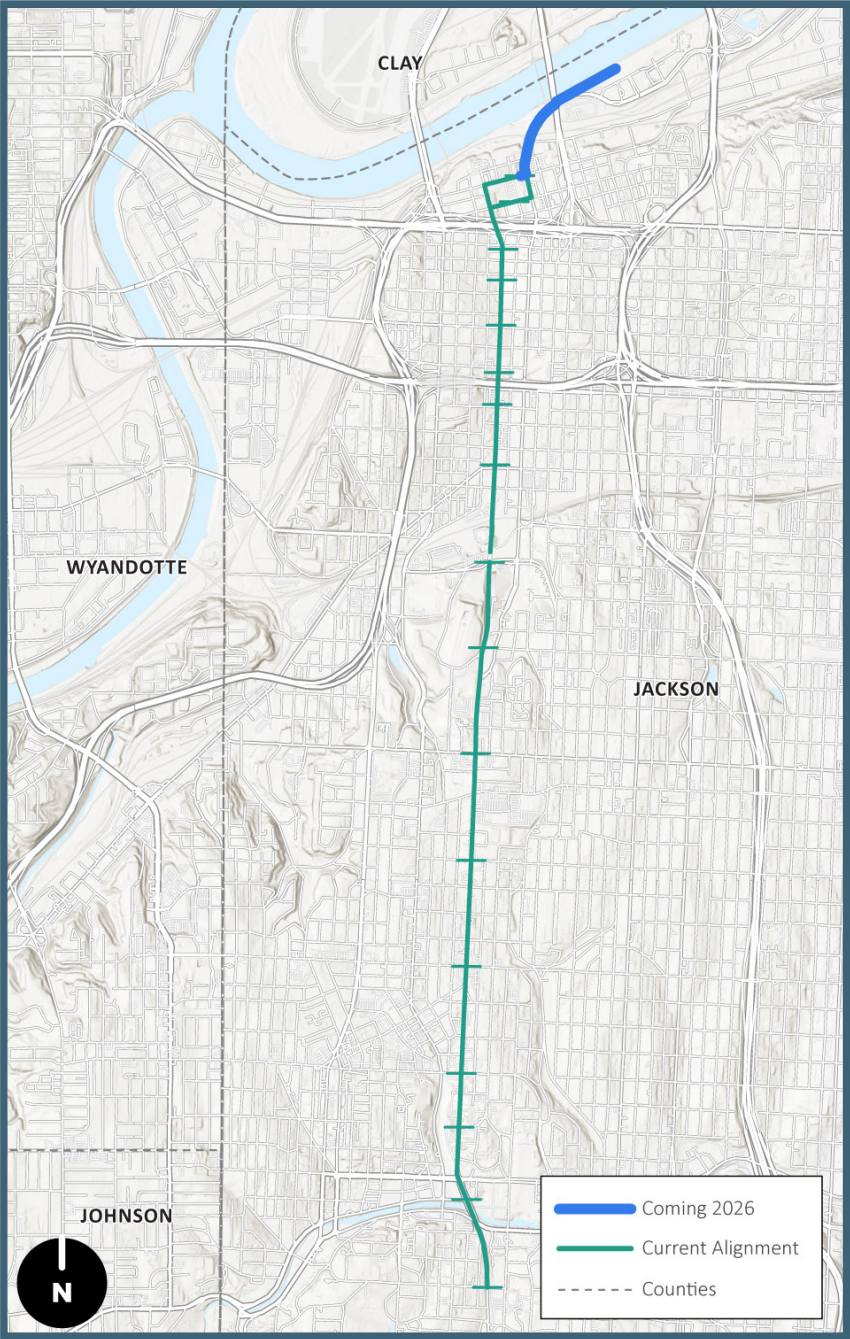 CLAY
WYANDOTTE
JACKSON
JOHNSON
N
Coming 2026
Current Alignment
Counties